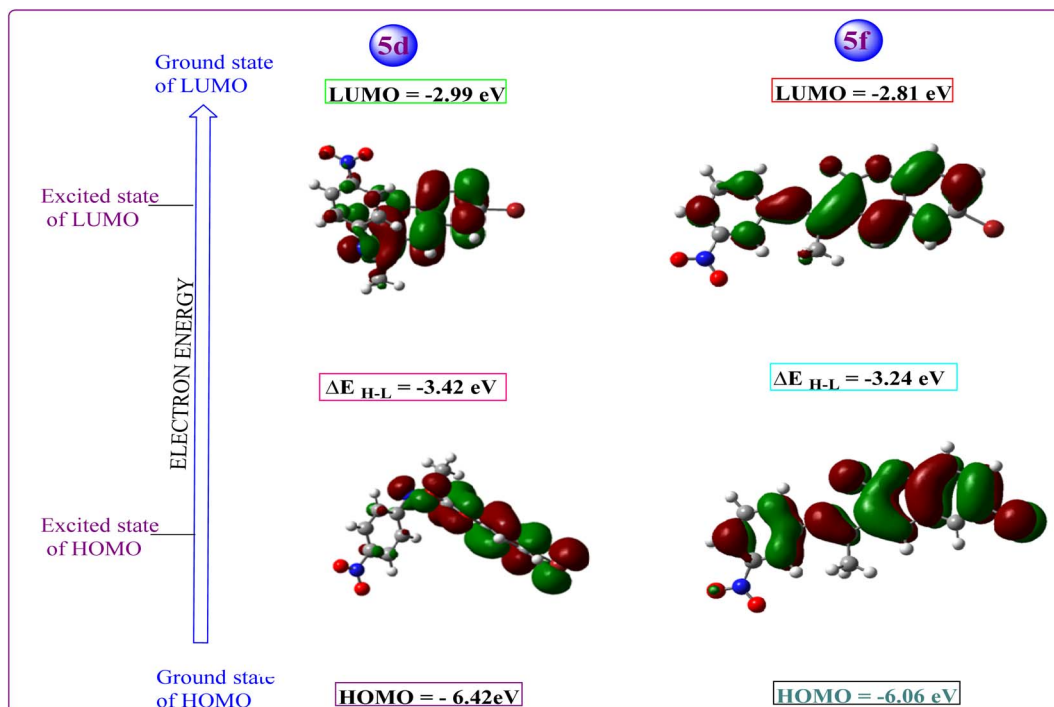 5d
5f
Ground state
of LUMO
LUMO = -2.99 eV
LUMO = -2.81 eV
Excited state
of LUMO
ELECTRON ENERGY
ΔE H-L = -3.42 eV
ΔE H-L = -3.24 eV
Excited state
of HOMO
Ground state
of HOMO
HOMO = - 6.42eV
HOMO = -6.06 eV